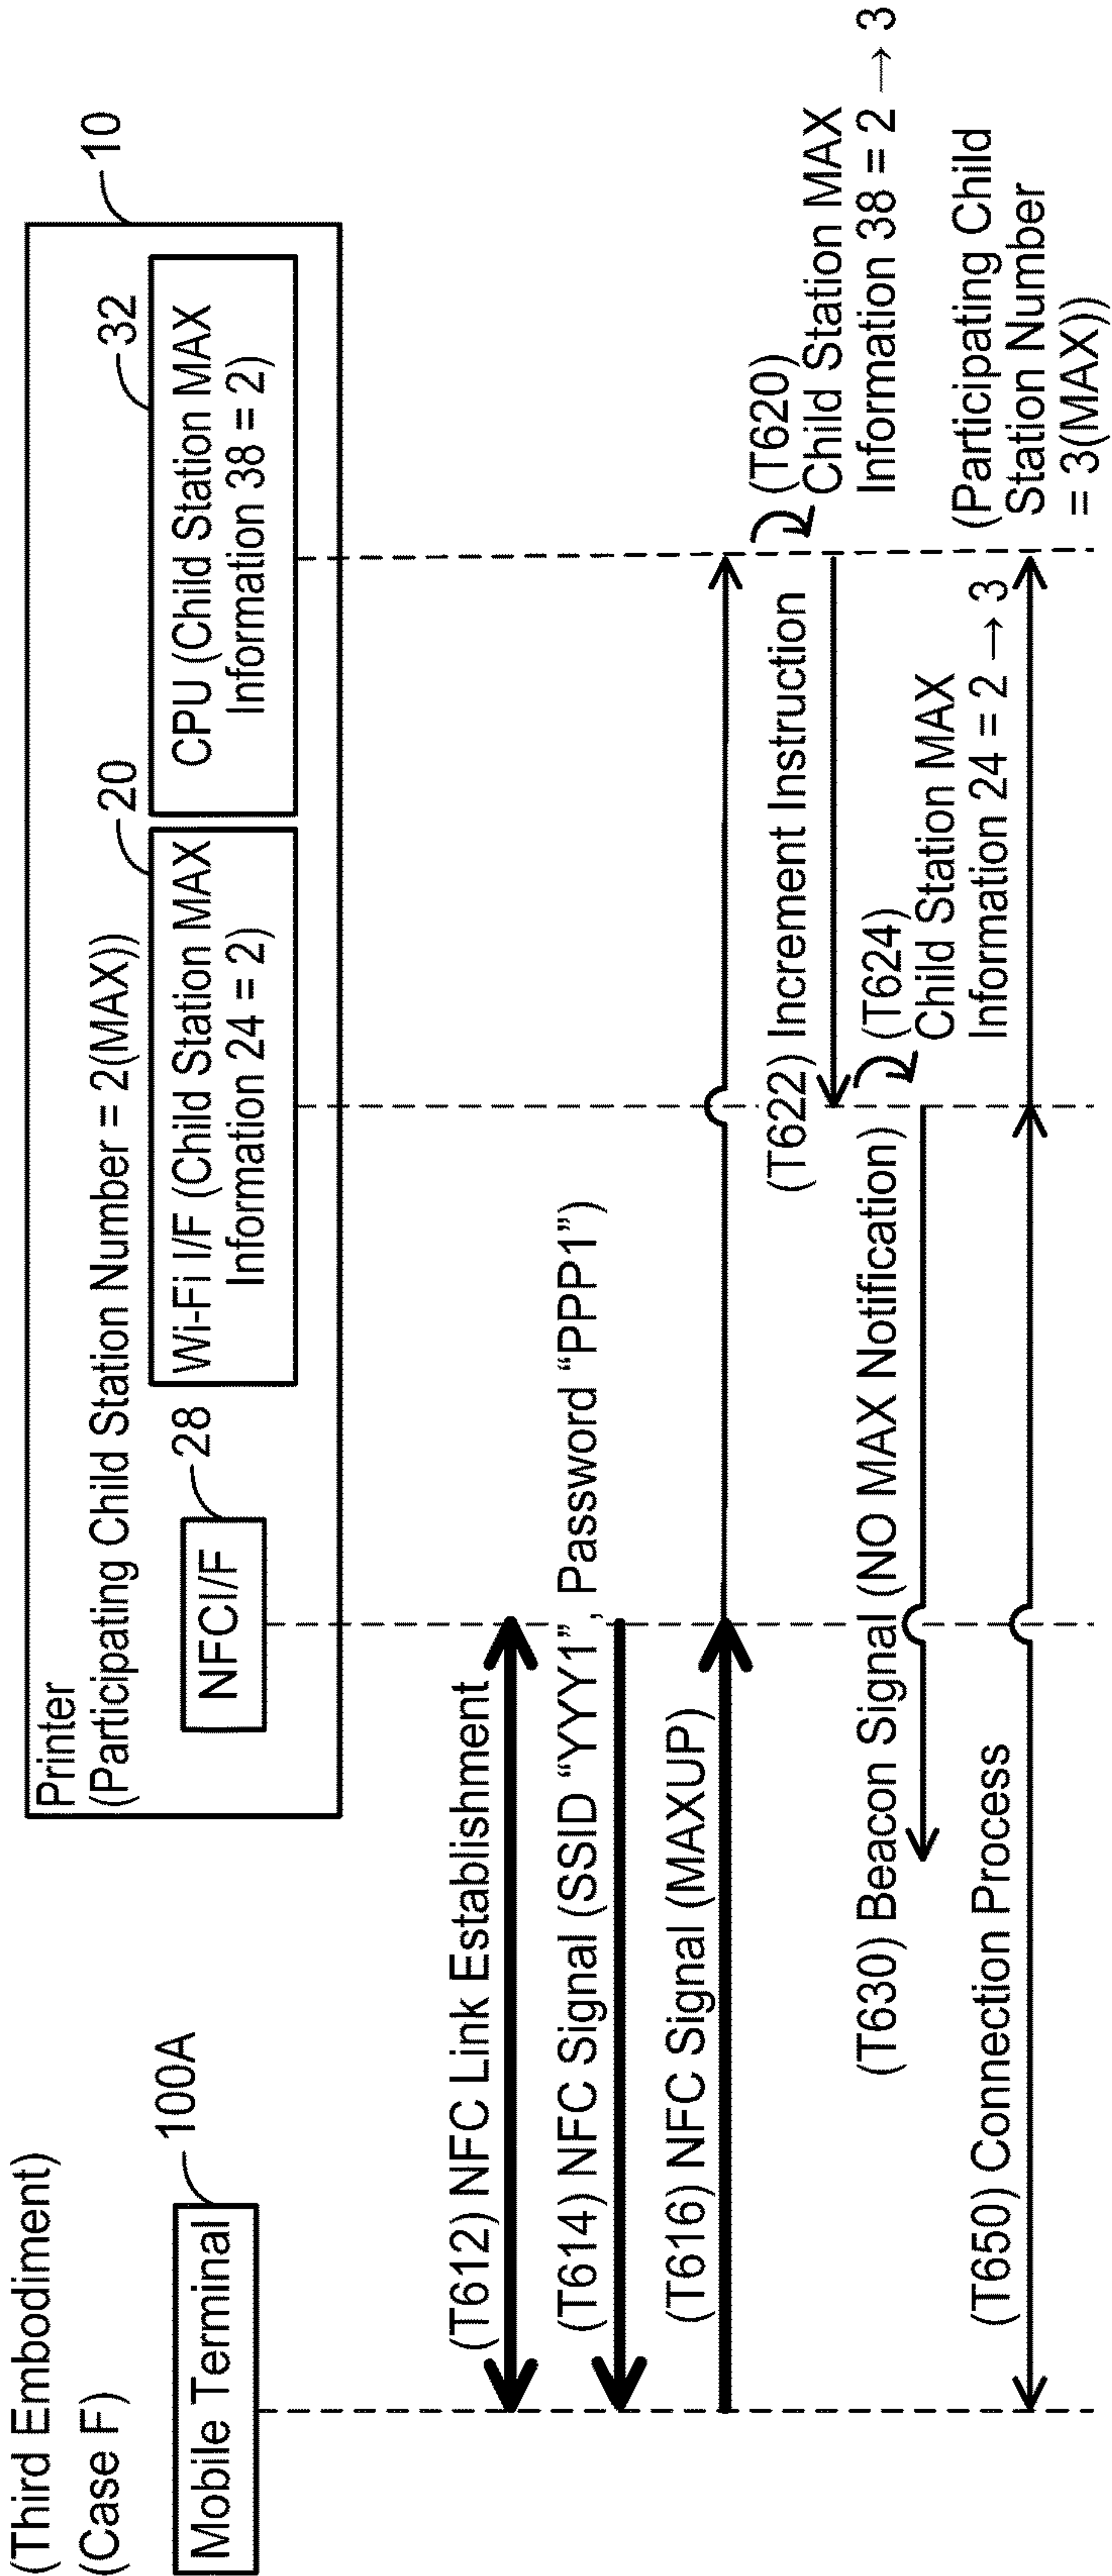 (Third Embodiment)
(Case F)
Printer
(Participating Child Station Number = 2(MAX))
10
Mobile Terminal
100A
NFCI/F
28
Wi-Fi I/F (Child Station MAX
Information 24 = 2)
20
CPU (Child Station MAX
Information 38 = 2)
32
(T612) NFC Link Establishment
(T614) NFC Signal (SSID “YYY1”, Password “PPP1”)
(T616) NFC Signal (MAXUP)
(T620)
Child Station MAX
Information 38 = 2 → 3
(T622) Increment Instruction
(T624)
Child Station MAX
Information 24 = 2 → 3
(T630) Beacon Signal (NO MAX Notification)
(T650) Connection Process
(Participating Child
Station Number
= 3(MAX))